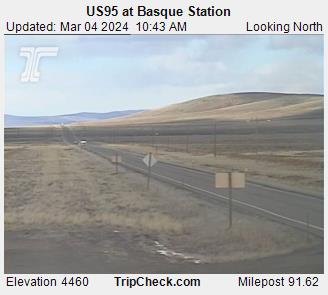 US95 at Basque Station
Updated: Mar 04 2024 10:43 AM Looking North
Elevation 4460 TripCheck.com Milepost 91.62